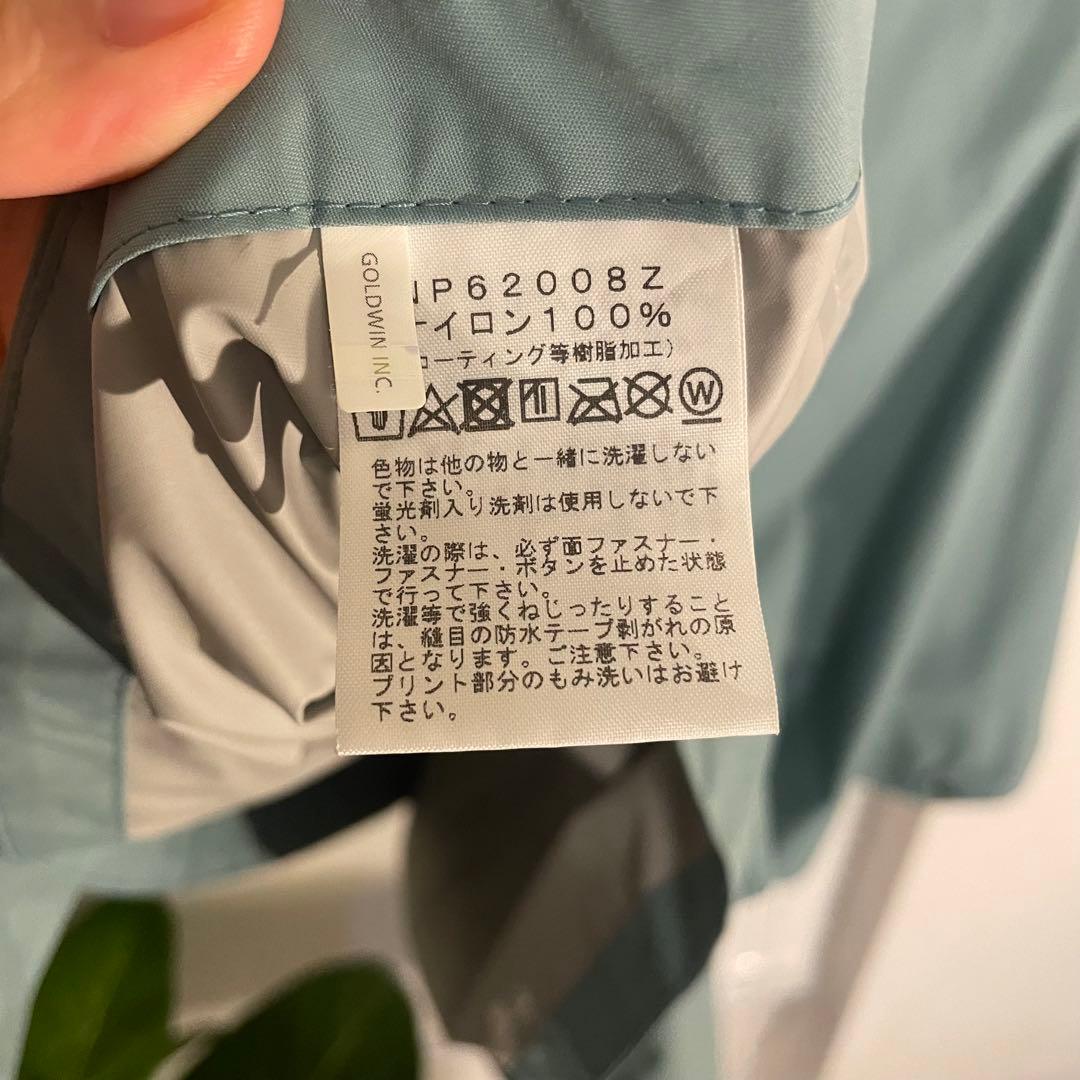 GOLDWIN INC.
NP62008Z
ナイロン100%
コーティング等樹脂加工)
W
色物は他の物と一緒に洗濯しない
で下さい。
蛍光剤入り洗剤は使用しないで下
さい。
洗濯の際は、必ず面ファスナー・
ファスナー・ボタンを止めた状態
で行って下さい。
洗濯等で強くねじったりすること
は、縫目の防水テープ剥がれの原
因となります。ご注意下さい。
プリント部分のもみ洗いはお避け
下さい。